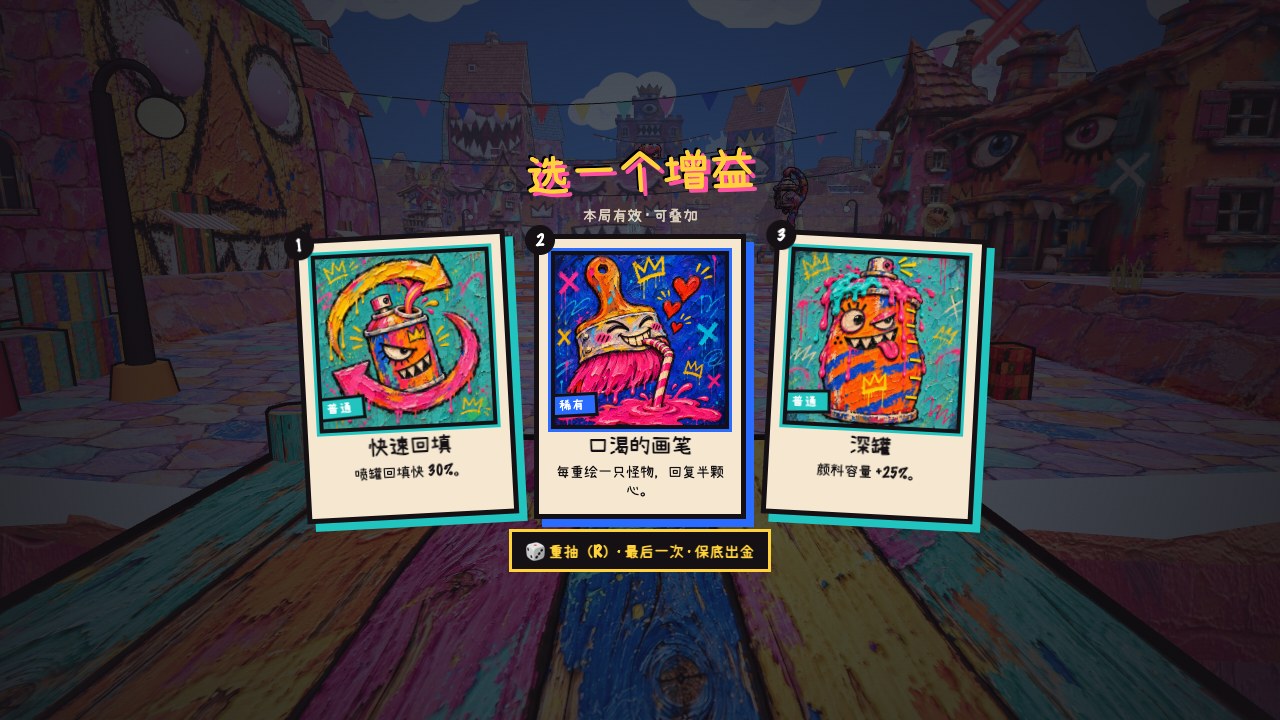 选一个增益
本局有效·可叠加
1
普通
快速回填
喷罐回填快 30%。
2
稀有
口渴的画笔
每重绘一只怪物，回复半颗
心。
3
普通
深罐
颜料容量 +25%。
重抽（R）·最后一次·保底出金